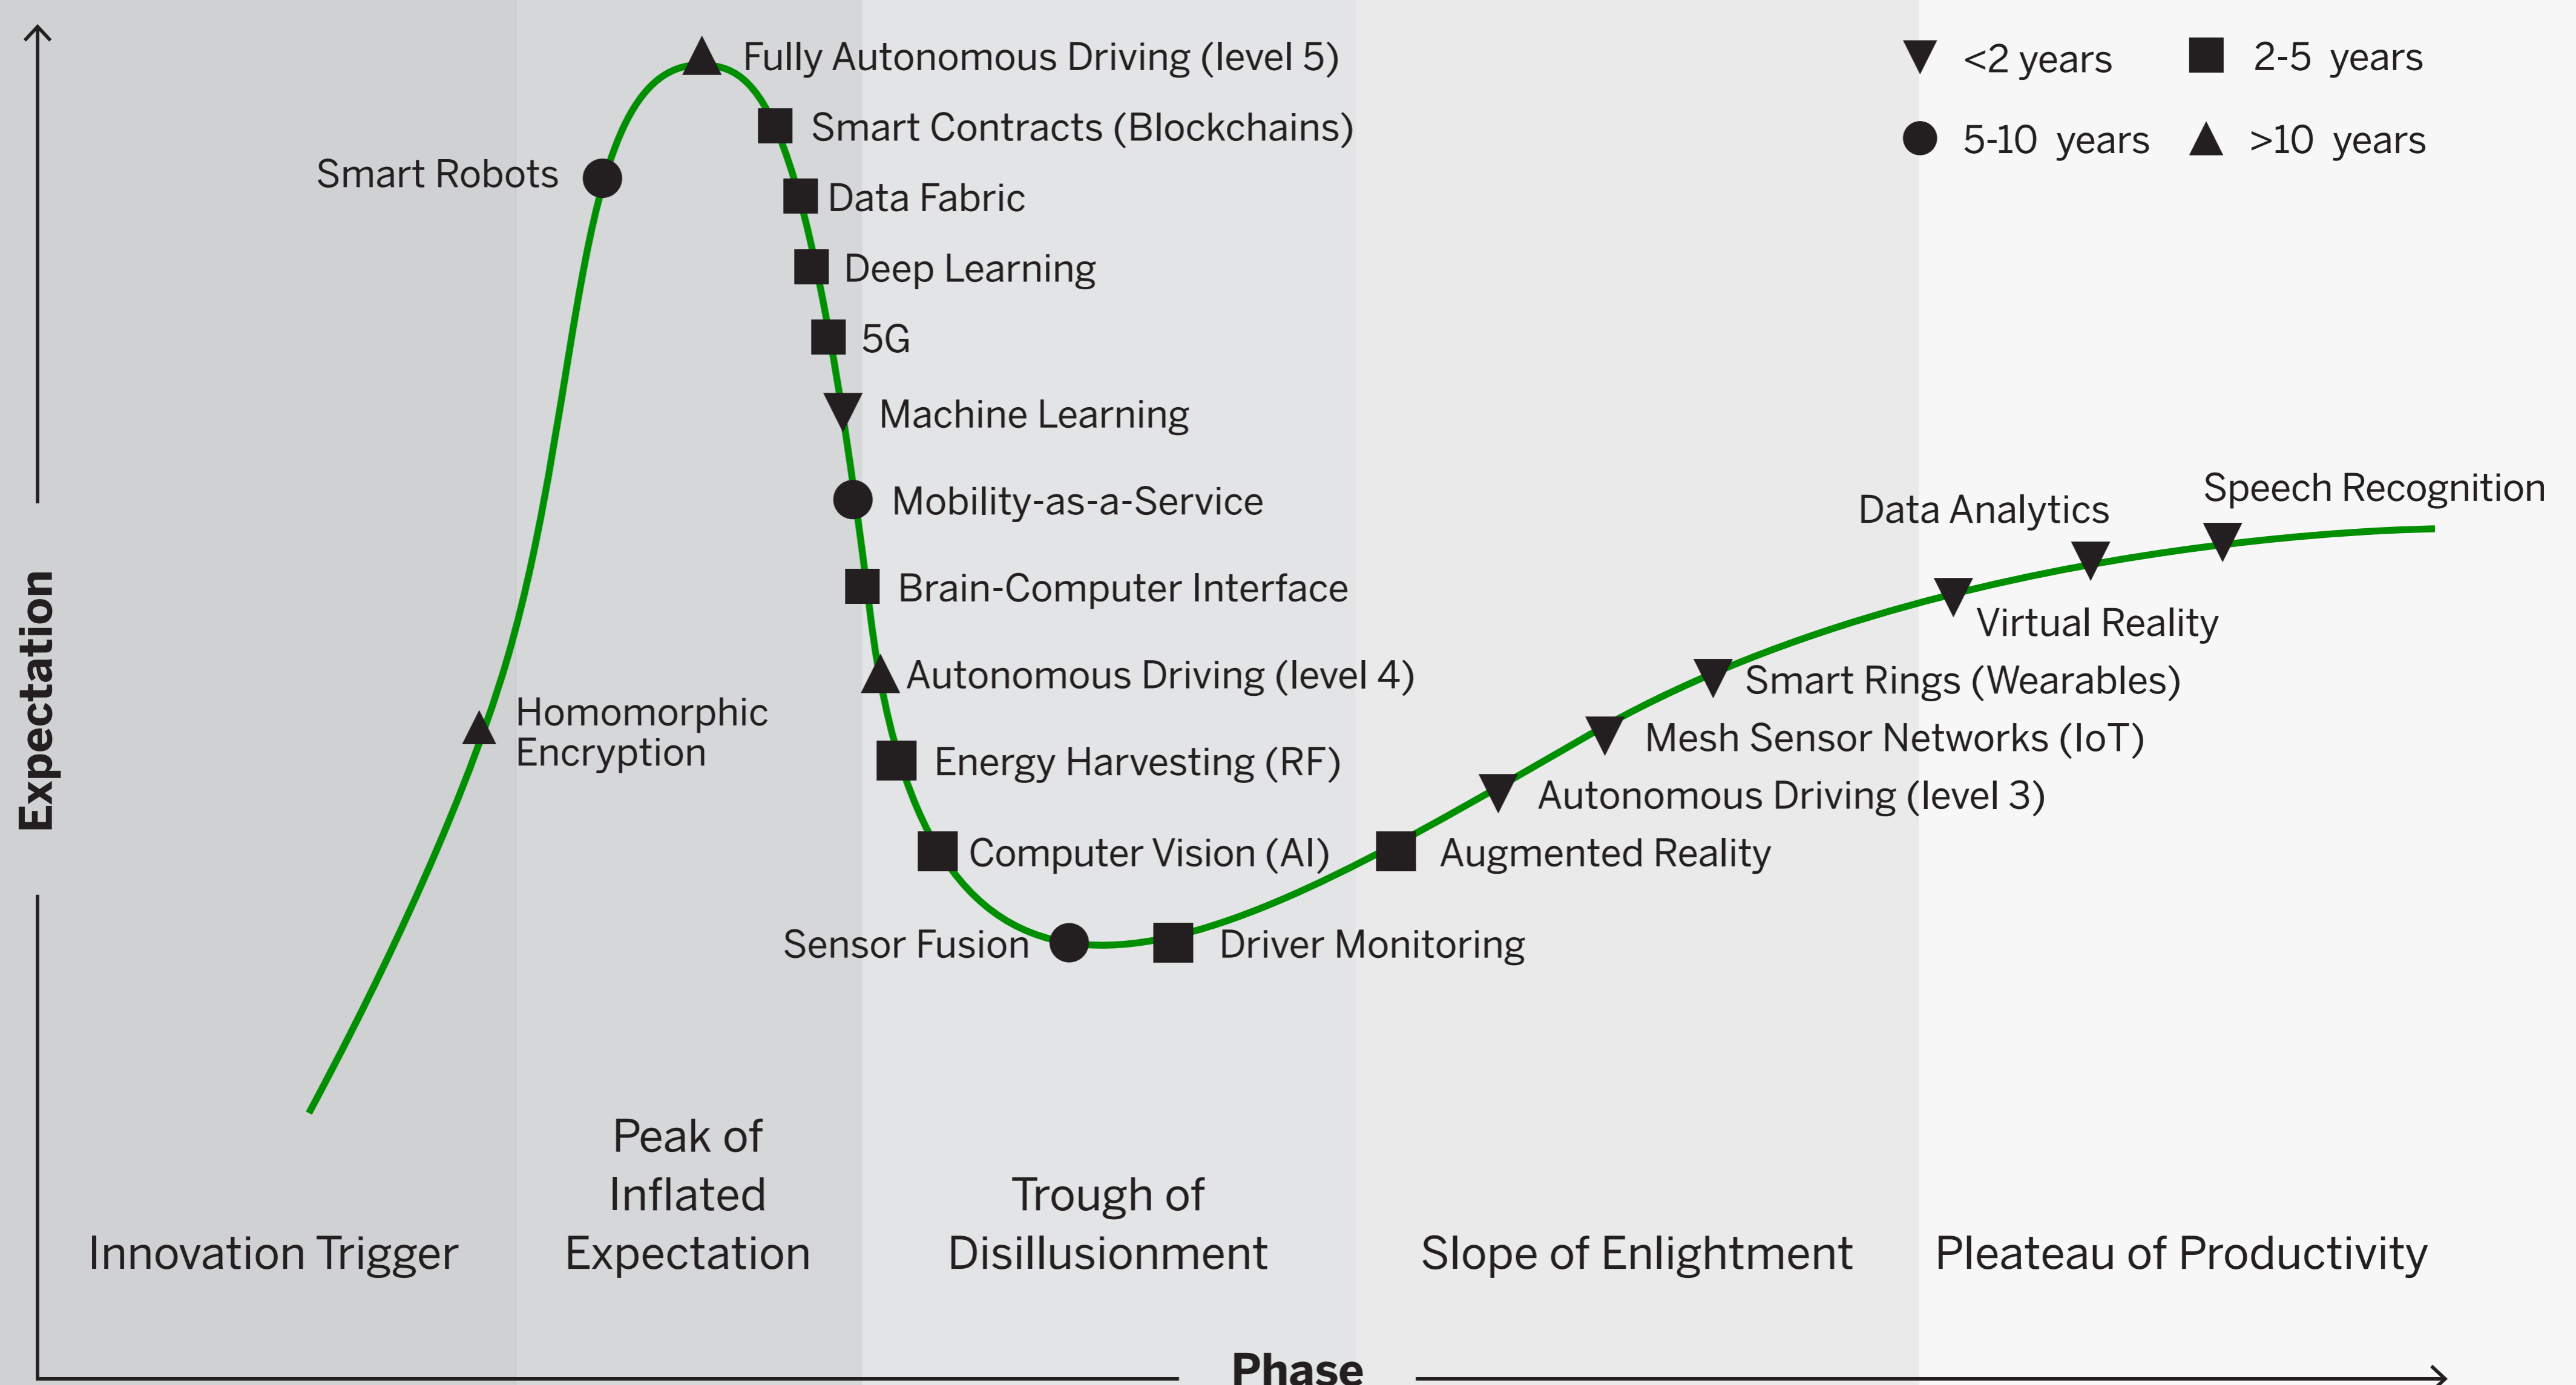 Fully Autonomous Driving (level 5)
<2 years
2-5 years
Smart Contracts (Blockchains)
5-10 years
>10 years
Smart Robots
Data Fabric
Deep Learning
5G
Machine Learning
Mobility-as-a-Service
Data Analytics
Speech Recognition
Brain-Computer Interface
Virtual Reality
Autonomous Driving (level 4)
Smart Rings (Wearables)
Homomorphic
Encryption
Mesh Sensor Networks (IoT)
Energy Harvesting (RF)
Autonomous Driving (level 3)
Computer Vision (AI)
Augmented Reality
Sensor Fusion
Driver Monitoring
Expectation
Innovation Trigger
Peak of
Inflated
Expectation
Trough of
Disillusionment
Slope of Enlightment
Pleateau of Productivity
Phase